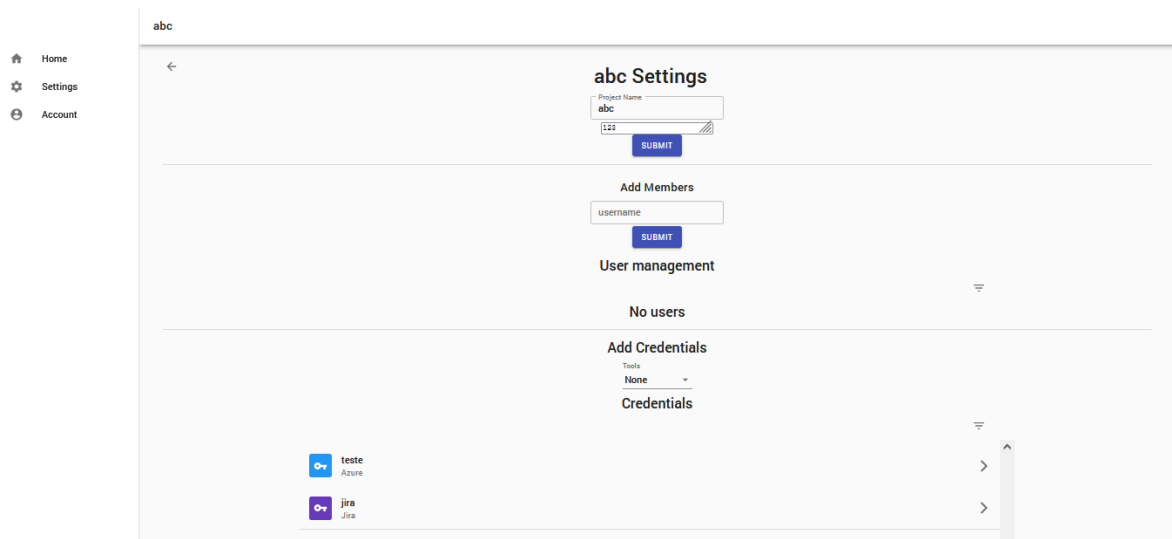 abc
Home
Settings
Account
abc Settings
Project Name
abc
123
SUBMIT
Add Members
username
SUBMIT
User management
No users
Add Credentials
Tools
None
Credentials
teste
Azure
jira
Jira